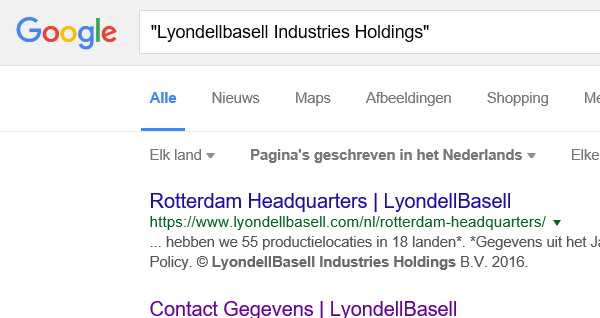 Google "Lyondellbasell Industries Holdings"
Alle Nieuws Maps Afbeeldingen Shopping
Elk land Pagina's geschreven in het Nederlands Elke
Rotterdam Headquarters | LyondellBasell
https://www.lyondellbasell.com/nl/rotterdam-headquarters/
... hebben we 55 productielocaties in 18 landen*. *Gegevens uit het
Policy. © LyondellBasell Industries Holdings B.V. 2016.
Contact Gegevens | LyondellBasell